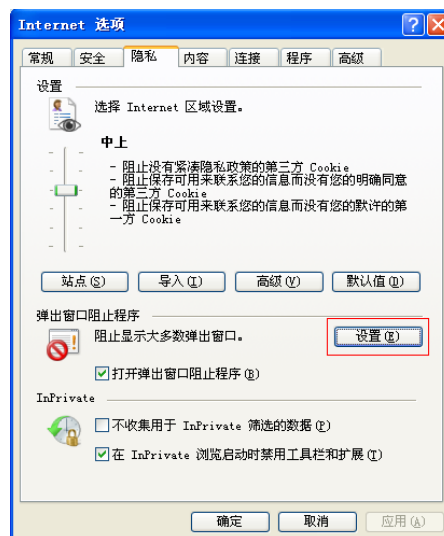 Internet 选项
常规 安全 隐私 内容 连接 程序 高级
设置
选择 Internet 区域设置。
中上
- 阻止没有紧凑隐私政策的第三方 Cookie
- 阻止保存可用来联系您的信息而没有您的明确同意
的第三方 Cookie
- 阻止保存可用来联系您的信息而没有您的默许的第
一方 Cookie
站点(S) 导入(I) 高级(V) 默认值(D)
弹出窗口阻止程序
阻止显示大多数弹出窗口。 设置(E)
打开弹出窗口阻止程序(B)
InPrivate
不收集用于 InPrivate 筛选的数据(P)
在 InPrivate 浏览启动时禁用工具栏和扩展(T)
确定 取消 应用(A)